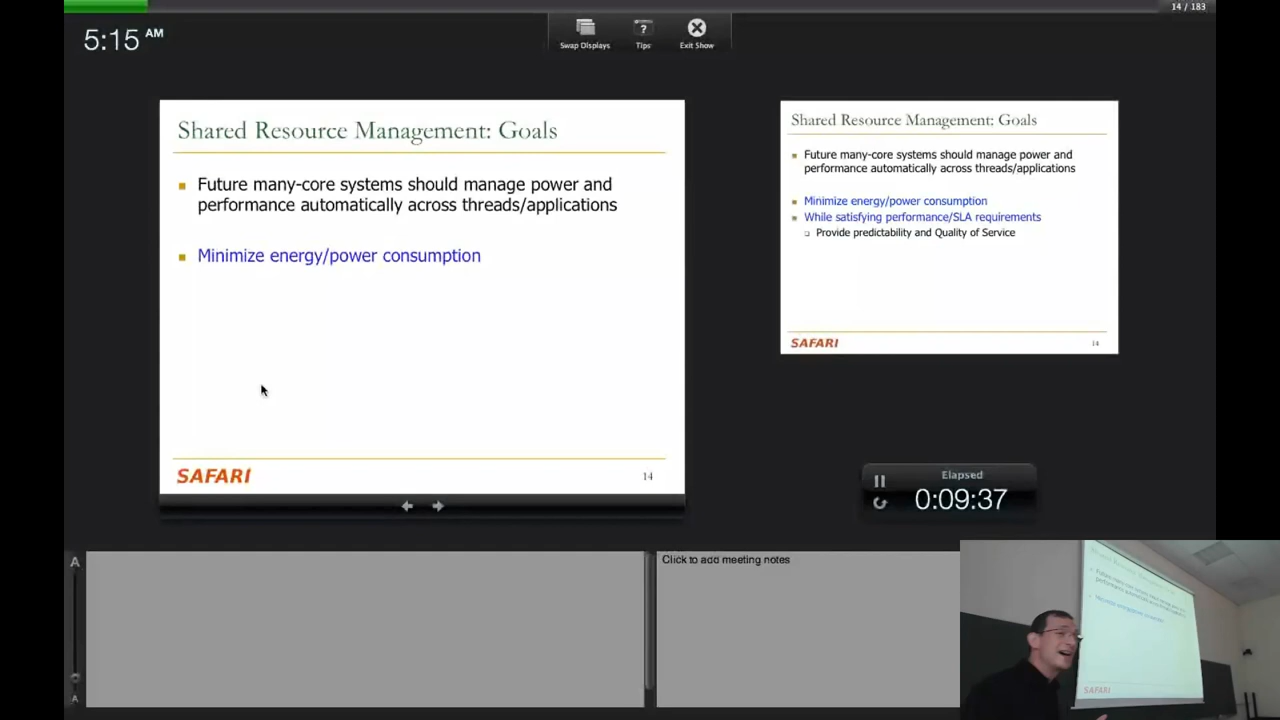 14 / 183
5:15 AM
Swap Displays
Tips
Exit Show
Shared Resource Management: Goals
Future many-core systems should manage power and
performance automatically across threads/applications
Minimize energy/power consumption
SAFARI
14
Shared Resource Management: Goals
Future many-core systems should manage power and
performance automatically across threads/applications
Minimize energy/power consumption
While satisfying performance/SLA requirements
Provide predictability and Quality of Service
SAFARI
14
Elapsed
0:09:37
A
A
Click to add meeting notes
SAFARI